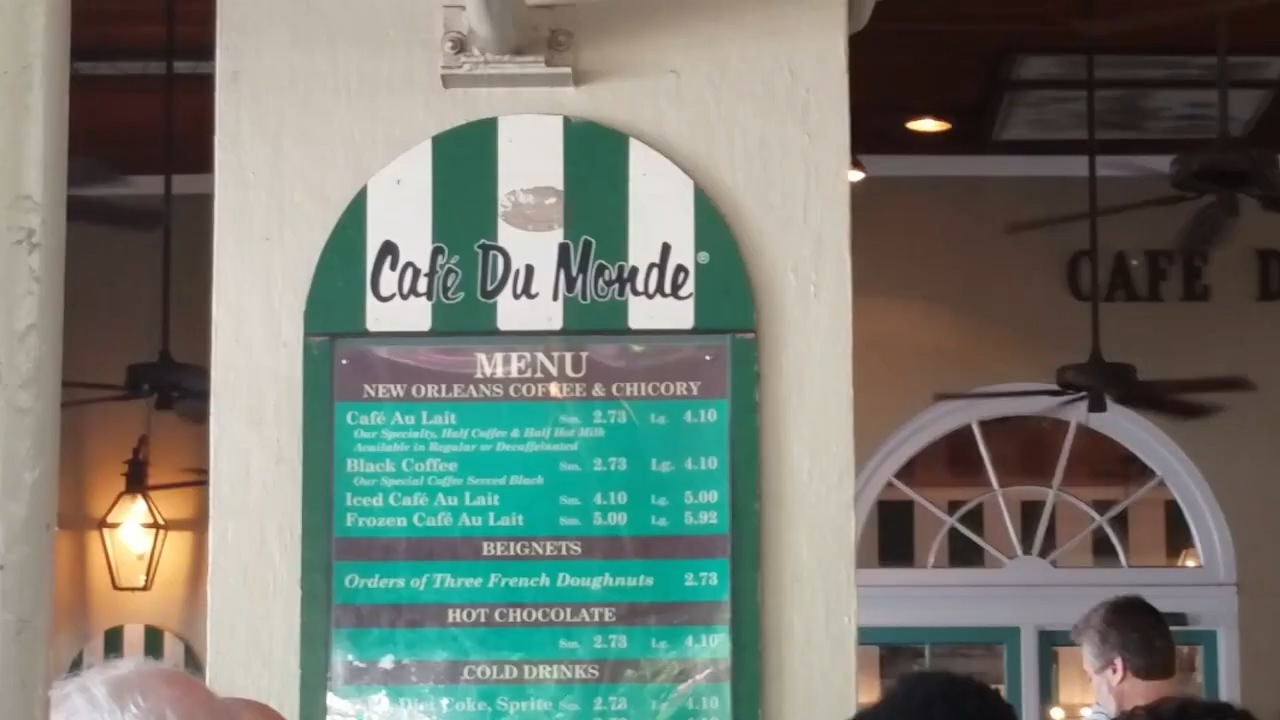 Café Du Monde®
CAFE D
MENU
NEW ORLEANS COFFEE & CHICORY
Café Au Lait Sm. 2.73 Lg. 4.10
Our Specialty, Half Coffee & Half Hot Milk
Available in Regular or Decaffeinated
Black Coffee Sm. 2.73 Lg. 4.10
Our Special Coffee Served Black
Iced Café Au Lait Sm. 4.10 Lg. 5.00
Frozen Café Au Lait Sm. 5.00 Lg. 5.92
BEIGNETS
Orders of Three French Doughnuts 2.73
HOT CHOCOLATE
Sm. 2.73 Lg. 4.10
COLD DRINKS
Diet Coke, Sprite Sm. 2.73 Lg. 4.10